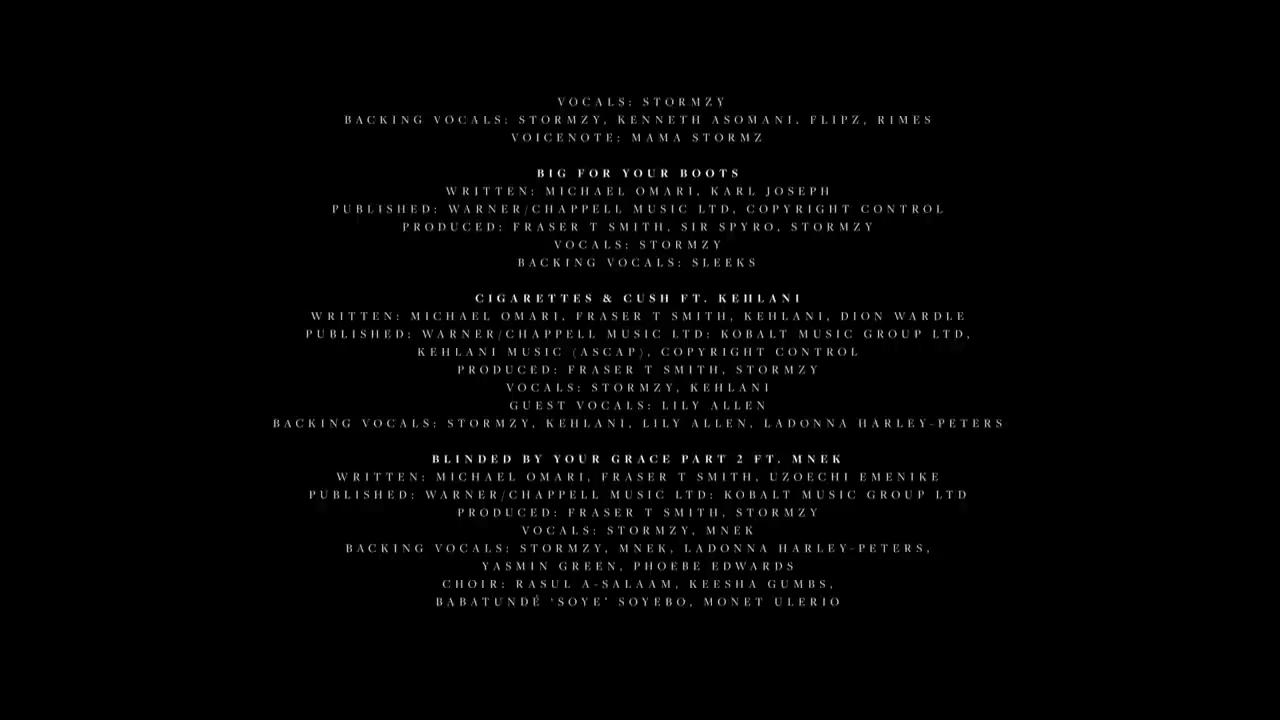 VOCALS: STORMZY
BACKING VOCALS: STORMZY, KENNETH ASOMANI, FLIPZ, RIMES
VOICENOTE: MAMA STORMZ
BIG FOR YOUR BOOTS
WRITTEN: MICHAEL OMARI, KARL JOSEPH
PUBLISHED: WARNER/CHAPPELL MUSIC LTD, COPYRIGHT CONTROL
PRODUCED: FRASER T SMITH, SIR SPYRO, STORMZY
VOCALS: STORMZY
BACKING VOCALS: SLEEKS
CIGARETTES & CUSH FT. KEHLANI
WRITTEN: MICHAEL OMARI, FRASER T SMITH, KEHLANI, DION WARDLE
PUBLISHED: WARNER/CHAPPELL MUSIC LTD: KOBALT MUSIC GROUP LTD,
KEHLANI MUSIC (ASCAP), COPYRIGHT CONTROL
PRODUCED: FRASER T SMITH, STORMZY
VOCALS: STORMZY, KEHLANI
GUEST VOCALS: LILY ALLEN
BACKING VOCALS: STORMZY, KEHLANI, LILY ALLEN, LADONNA HARLEY-PETERS
BLINDED BY YOUR GRACE PART 2 FT. MNEK
WRITTEN: MICHAEL OMARI, FRASER T SMITH, UZOECHI EMENIKE
PUBLISHED: WARNER/CHAPPELL MUSIC LTD: KOBALT MUSIC GROUP LTD
PRODUCED: FRASER T SMITH, STORMZY
VOCALS: STORMZY, MNEK
BACKING VOCALS: STORMZY, MNEK, LADONNA HARLEY-PETERS,
YASMIN GREEN, PHOEBE EDWARDS
CHOIR: RASUL A-SALAAM, KEESHA GUMBS,
BABATUNDÉ ‘SOYE’ SOYEBO, MONET ULERIO